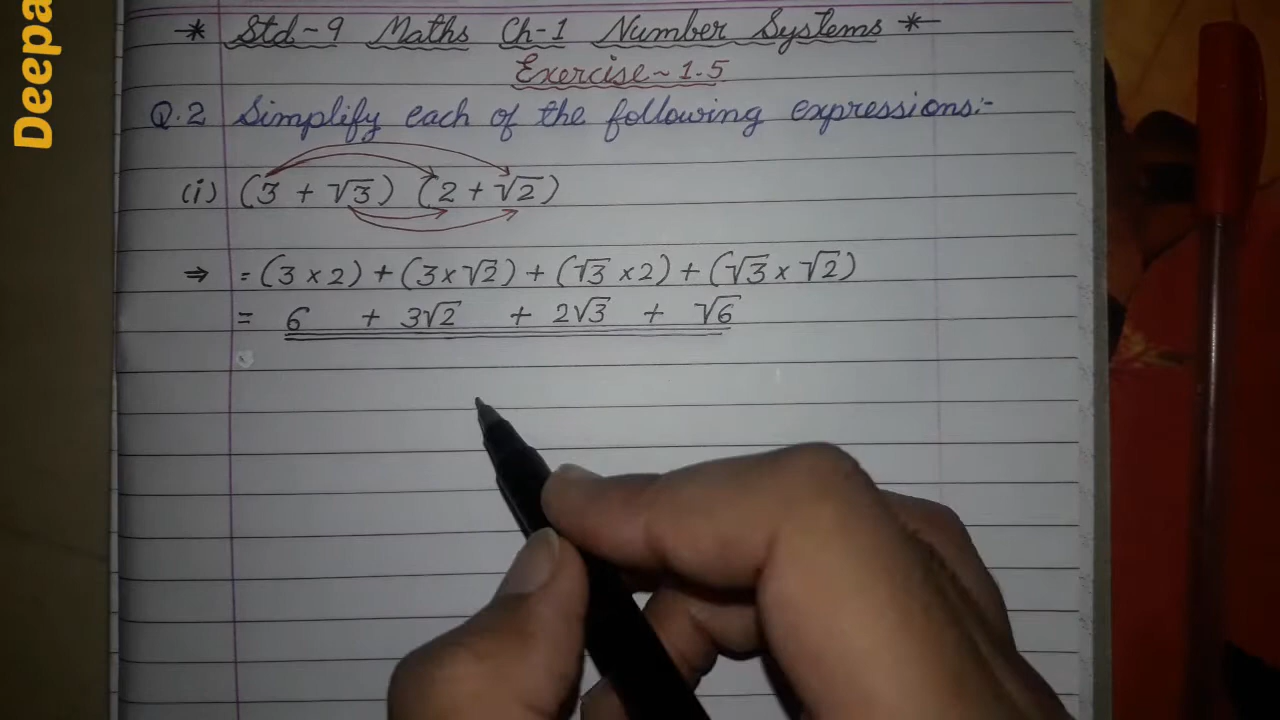 Deepa
* Std-9 Maths Ch-1 Number Systems *
Exercise~1.5
Q.2 Simplify each of the following expressions:-
(i) (3 + √3) (2 + √2)
⇒ = (3 × 2) + (3 × √2) + (√3 × 2) + (√3 × √2)
= 6 + 3√2 + 2√3 + √6